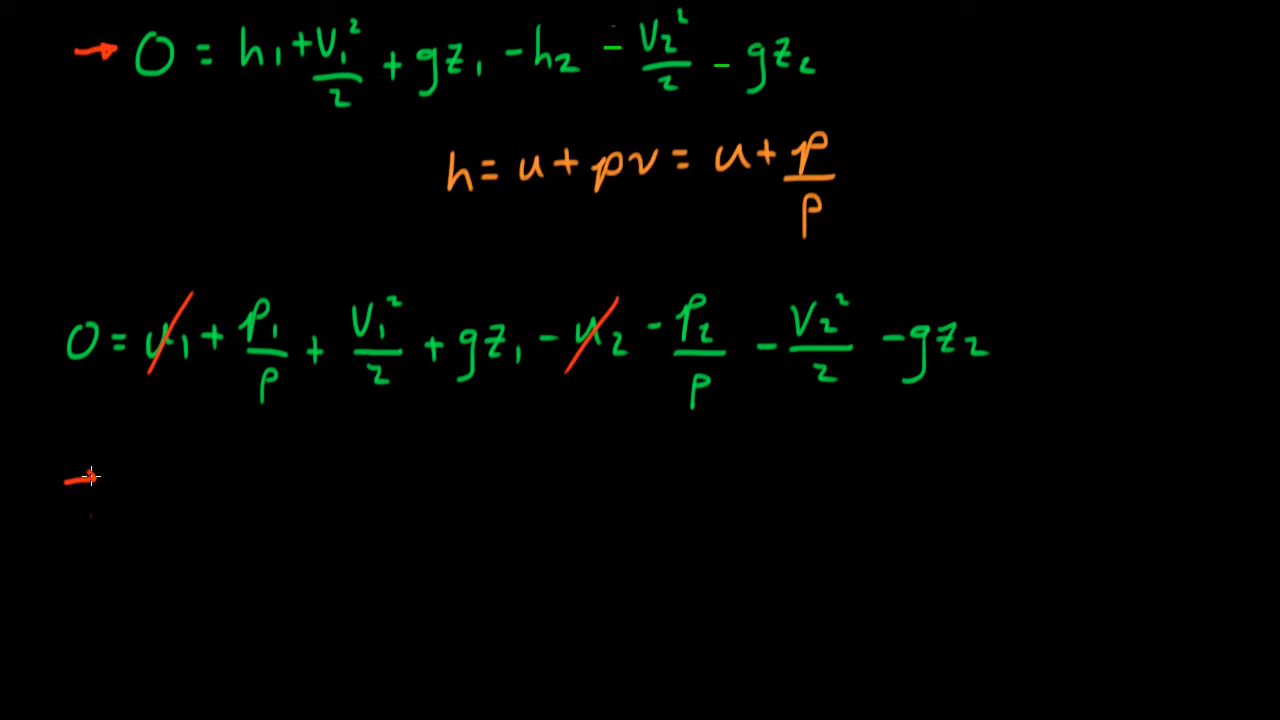 → 0 = h₁ + V₁²/2 + gz₁ - h₂ - V₂²/2 - gz₂
h = u + pv = u + p/ρ
0 = u₁ + p₁/ρ + V₁²/2 + gz₁ - u₂ - p₂/ρ - V₂²/2 - gz₂
→